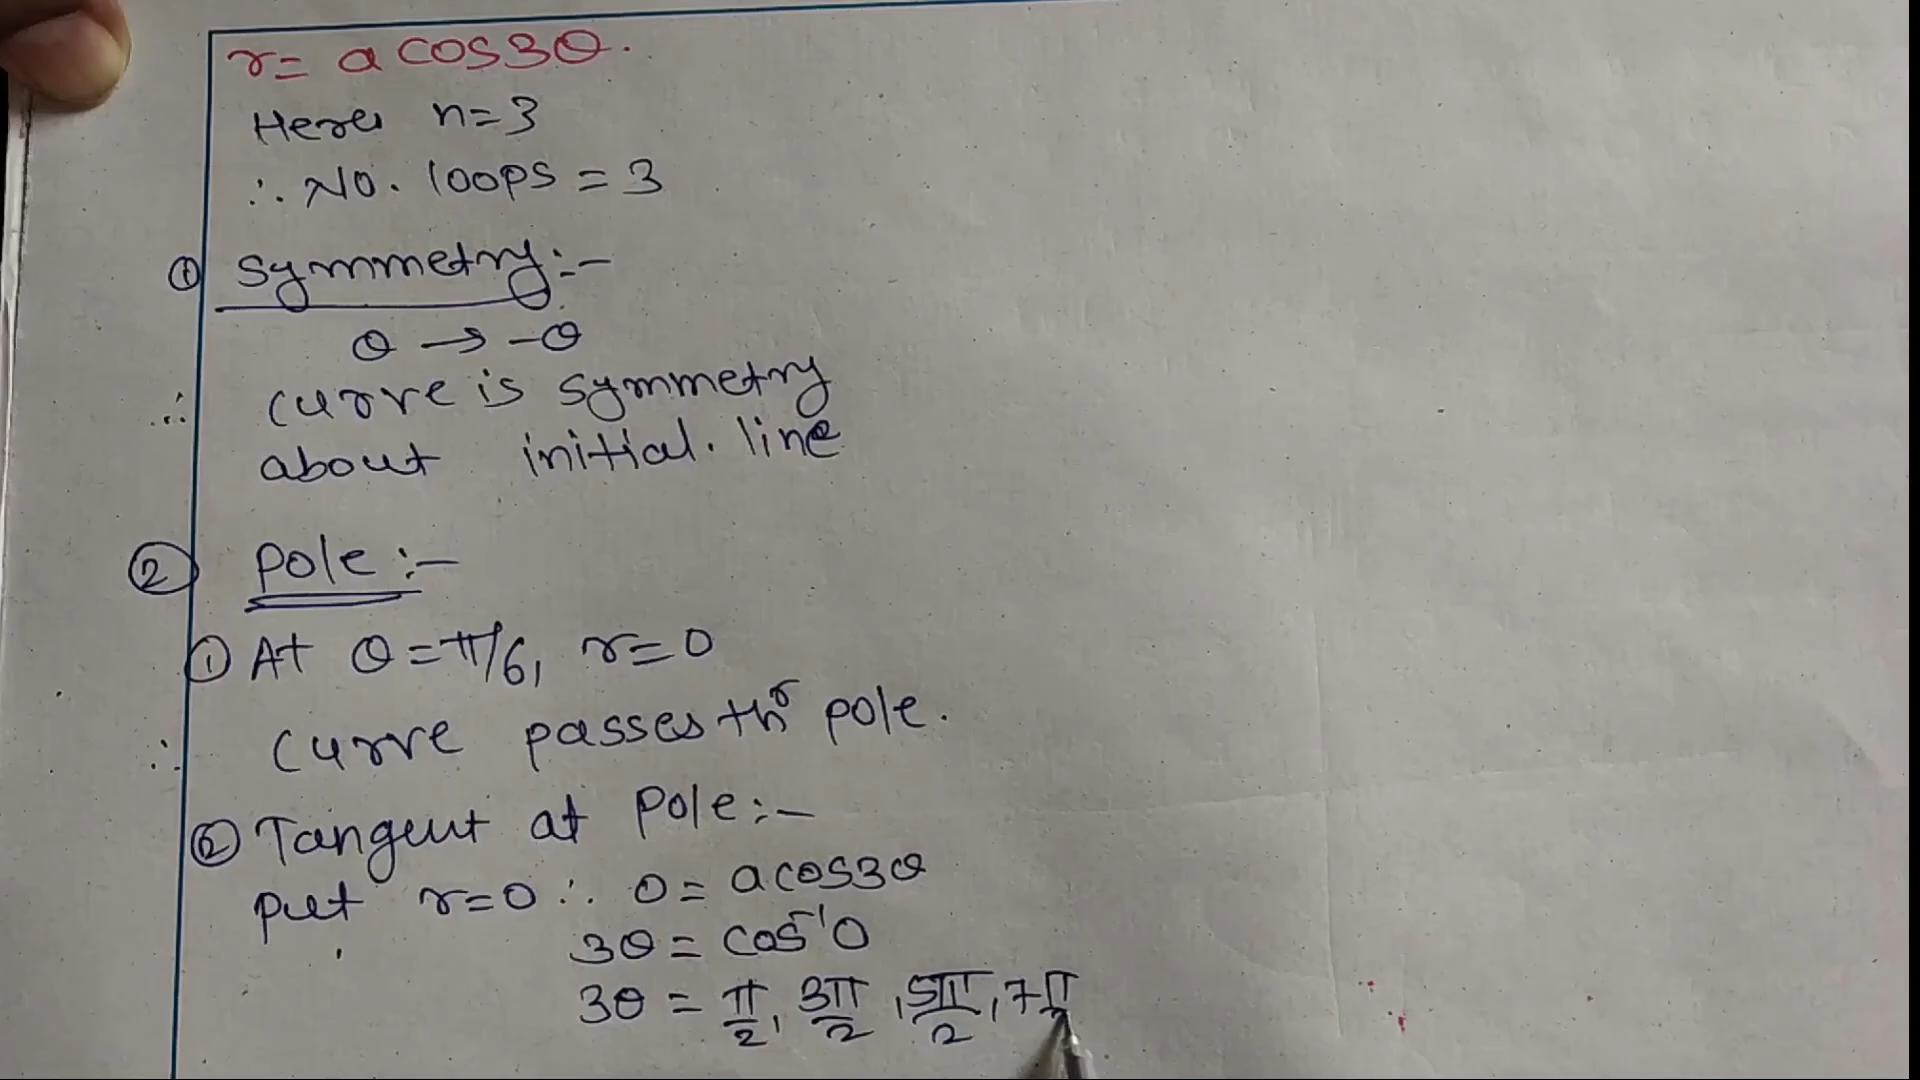 r = a cos3θ.
Here n=3
∴ No. loops = 3
① Symmetry:-
θ → -θ
∴ curve is symmetry
about initial. line
② Pole:-
① At θ = π/6, r=0
∴ Curve passes thr pole.
② Tangent at Pole:-
put r=0 ∴ 0 = a cos3θ
3θ = cos⁻¹0
3θ = π/2, 3π/2, 5π/2, 7π